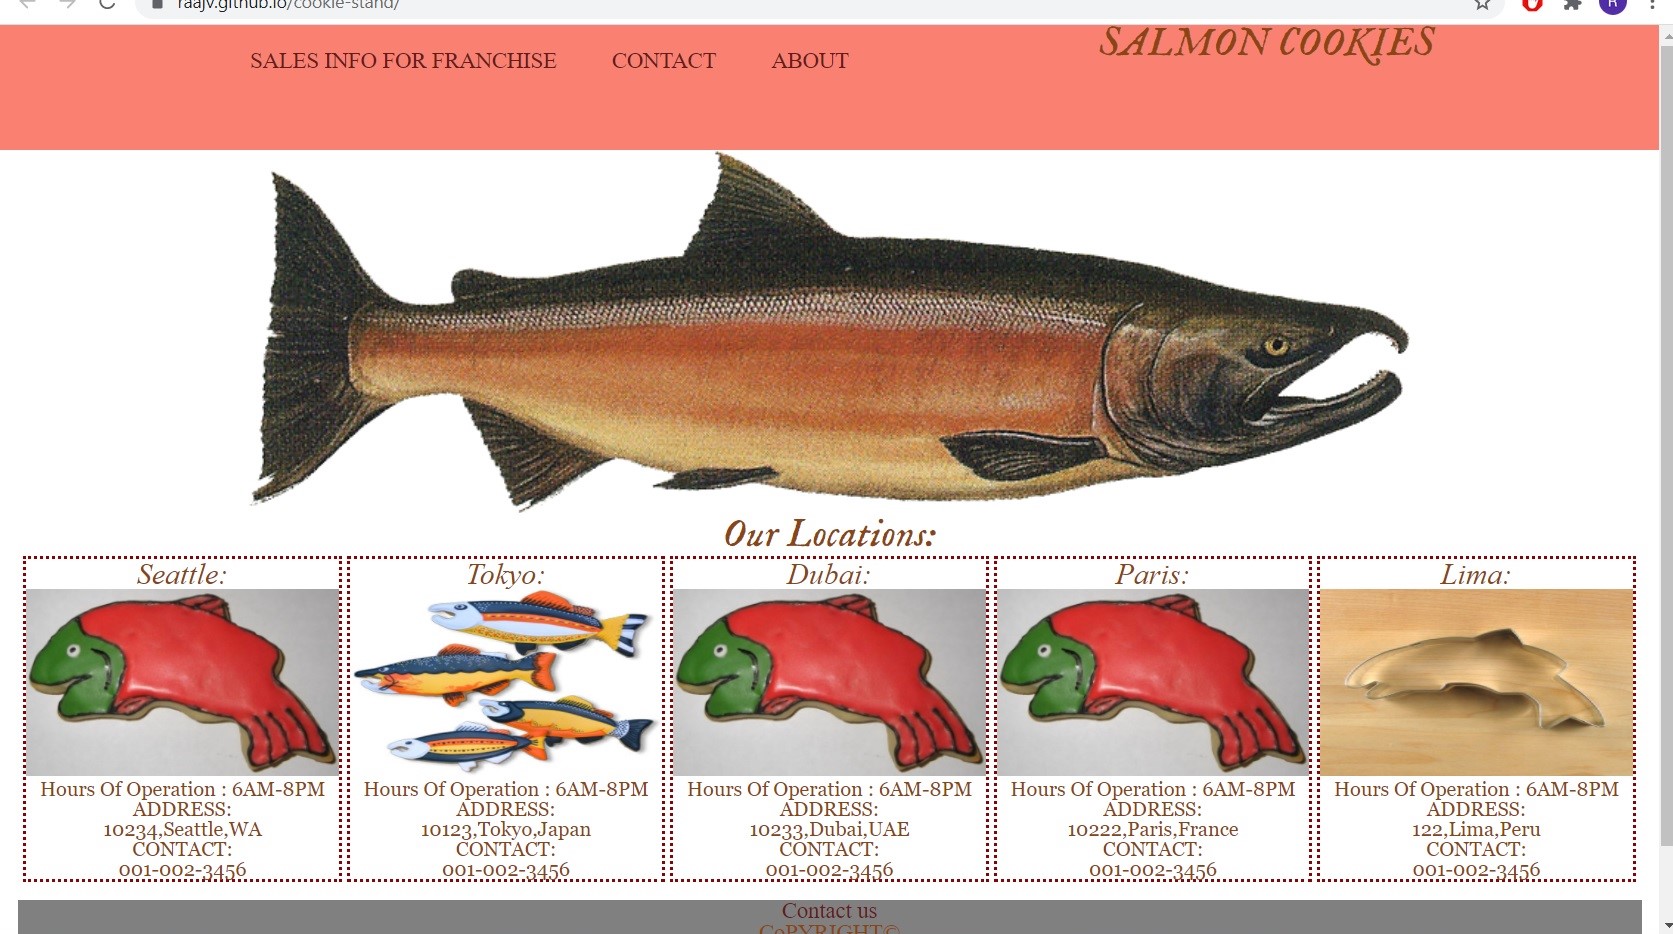 raajv.github.io/cookie-stand/
R
SALES INFO FOR FRANCHISE CONTACT ABOUT
SALMON COOKIES
Our Locations:
Seattle:
Hours Of Operation : 6AM-8PM
ADDRESS:
10234,Seattle,WA
CONTACT:
001-002-3456
Tokyo:
Hours Of Operation : 6AM-8PM
ADDRESS:
10123,Tokyo,Japan
CONTACT:
001-002-3456
Dubai:
Hours Of Operation : 6AM-8PM
ADDRESS:
10233,Dubai,UAE
CONTACT:
001-002-3456
Paris:
Hours Of Operation : 6AM-8PM
ADDRESS:
10222,Paris,France
CONTACT:
001-002-3456
Lima:
Hours Of Operation : 6AM-8PM
ADDRESS:
122,Lima,Peru
CONTACT:
001-002-3456
Contact us
CoPYRIGHT©